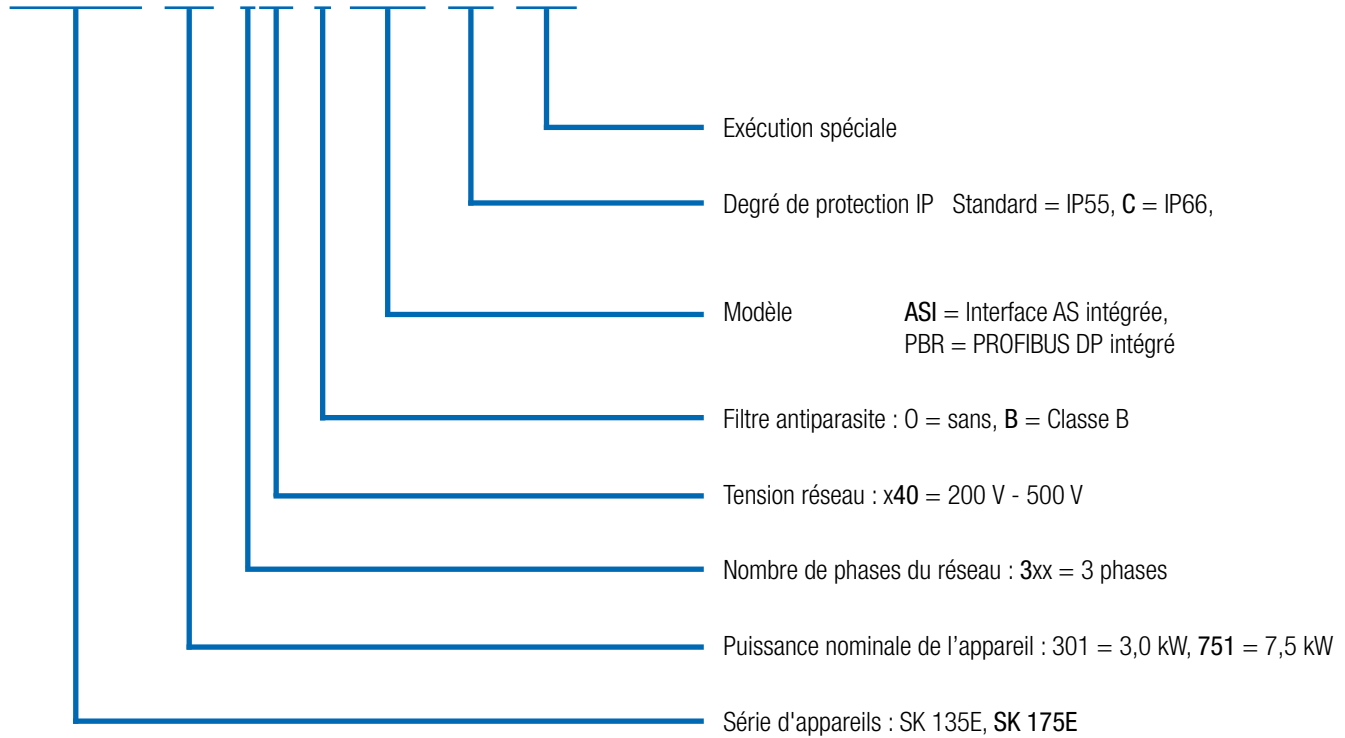 Exécution spéciale
Degré de protection IP Standard = IP55, C = IP66,
Modèle ASI = Interface AS intégrée,
PBR = PROFIBUS DP intégré
Filtre antiparasite : O = sans, B = Classe B
Tension réseau : x40 = 200 V - 500 V
Nombre de phases du réseau : 3xx = 3 phases
Puissance nominale de l’appareil : 301 = 3,0 kW, 751 = 7,5 kW
Série d'appareils : SK 135E, SK 175E